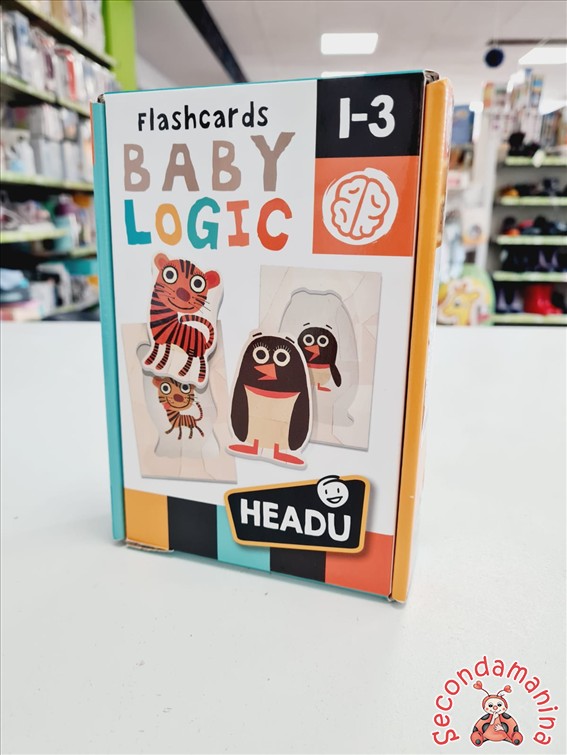 Flashcards
1-3
BABY
LOGIC
HEADU
Secondamanina